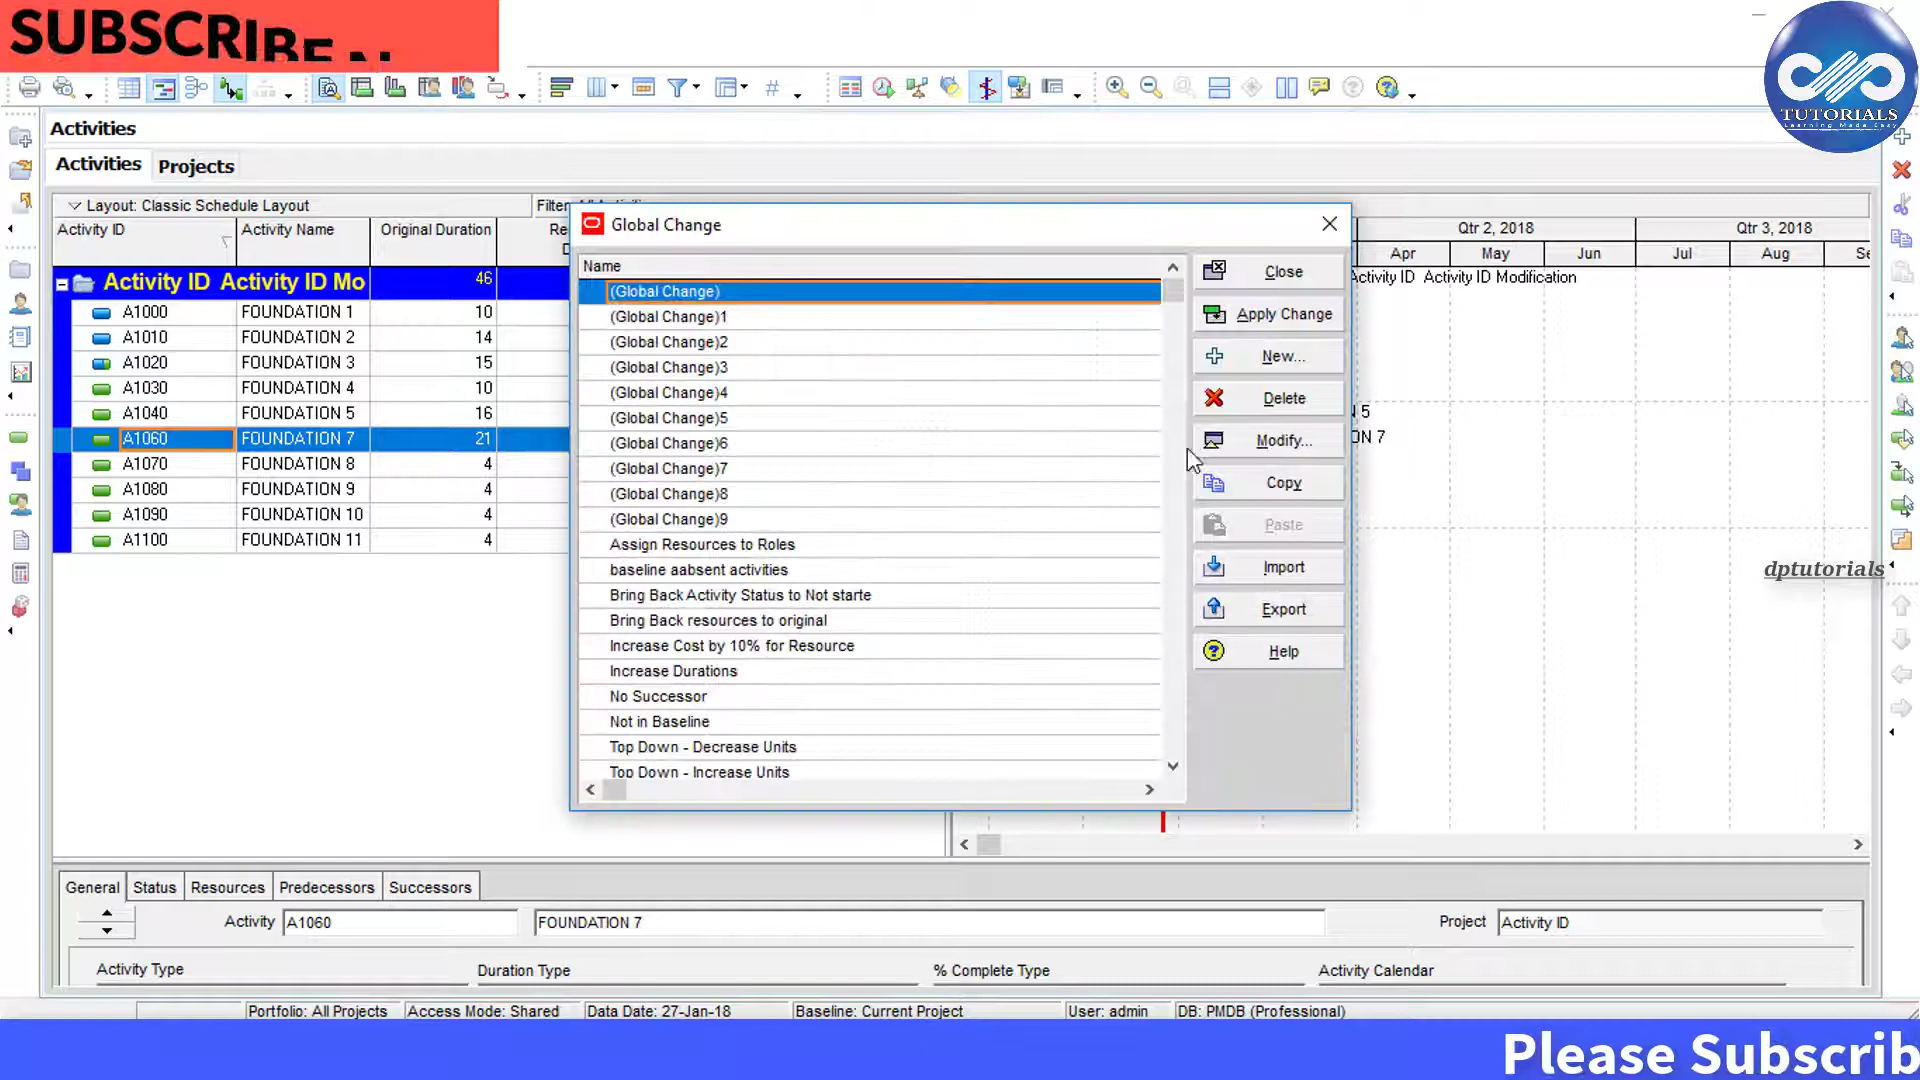 SUBSCRIBE N
TUTORIALS
Learning Made Easy
Activities
Activities
Projects
Layout: Classic Schedule Layout
Filter: All
Activity ID
Activity Name
Original Duration
Qtr 2, 2018
Qtr 3, 2018
Apr
May
Jun
Jul
Aug
Activity ID Activity ID Mo
46
Activity ID Activity ID Modification
A1000 FOUNDATION 1 10
A1010 FOUNDATION 2 14
A1020 FOUNDATION 3 15
A1030 FOUNDATION 4 10
A1040 FOUNDATION 5 16
A1060 FOUNDATION 7 21
A1070 FOUNDATION 8 4
A1080 FOUNDATION 9 4
A1090 FOUNDATION 10 4
A1100 FOUNDATION 11 4
N 5
ON 7
Global Change
Name
(Global Change)
(Global Change)1
(Global Change)2
(Global Change)3
(Global Change)4
(Global Change)5
(Global Change)6
(Global Change)7
(Global Change)8
(Global Change)9
Assign Resources to Roles
baseline aabsent activities
Bring Back Activity Status to Not starte
Bring Back resources to original
Increase Cost by 10% for Resource
Increase Durations
No Successor
Not in Baseline
Top Down - Decrease Units
Top Down - Increase Units
Close
Apply Change
New...
Delete
Modify...
Copy
Paste
Import
Export
Help
dptutorials
General
Status
Resources
Predecessors
Successors
Activity
A1060
FOUNDATION 7
Project
Activity ID
Activity Type
Duration Type
% Complete Type
Activity Calendar
Portfolio: All Projects
Access Mode: Shared
Data Date: 27-Jan-18
Baseline: Current Project
User: admin
DB: PMDB (Professional)
Please Subscrib